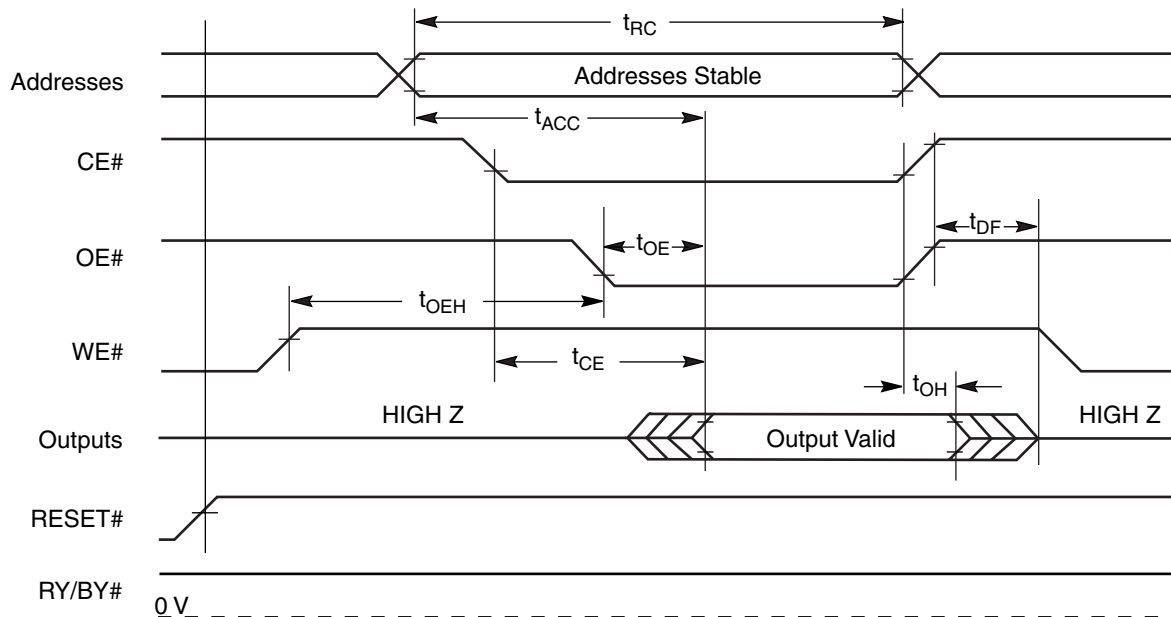 tRC
Addresses
Addresses Stable
tACC
CE#
tDF
OE#
tOE
tOEH
WE#
tCE
tOH
HIGH Z
HIGH Z
Outputs
Output Valid
RESET#
RY/BY#
0 V